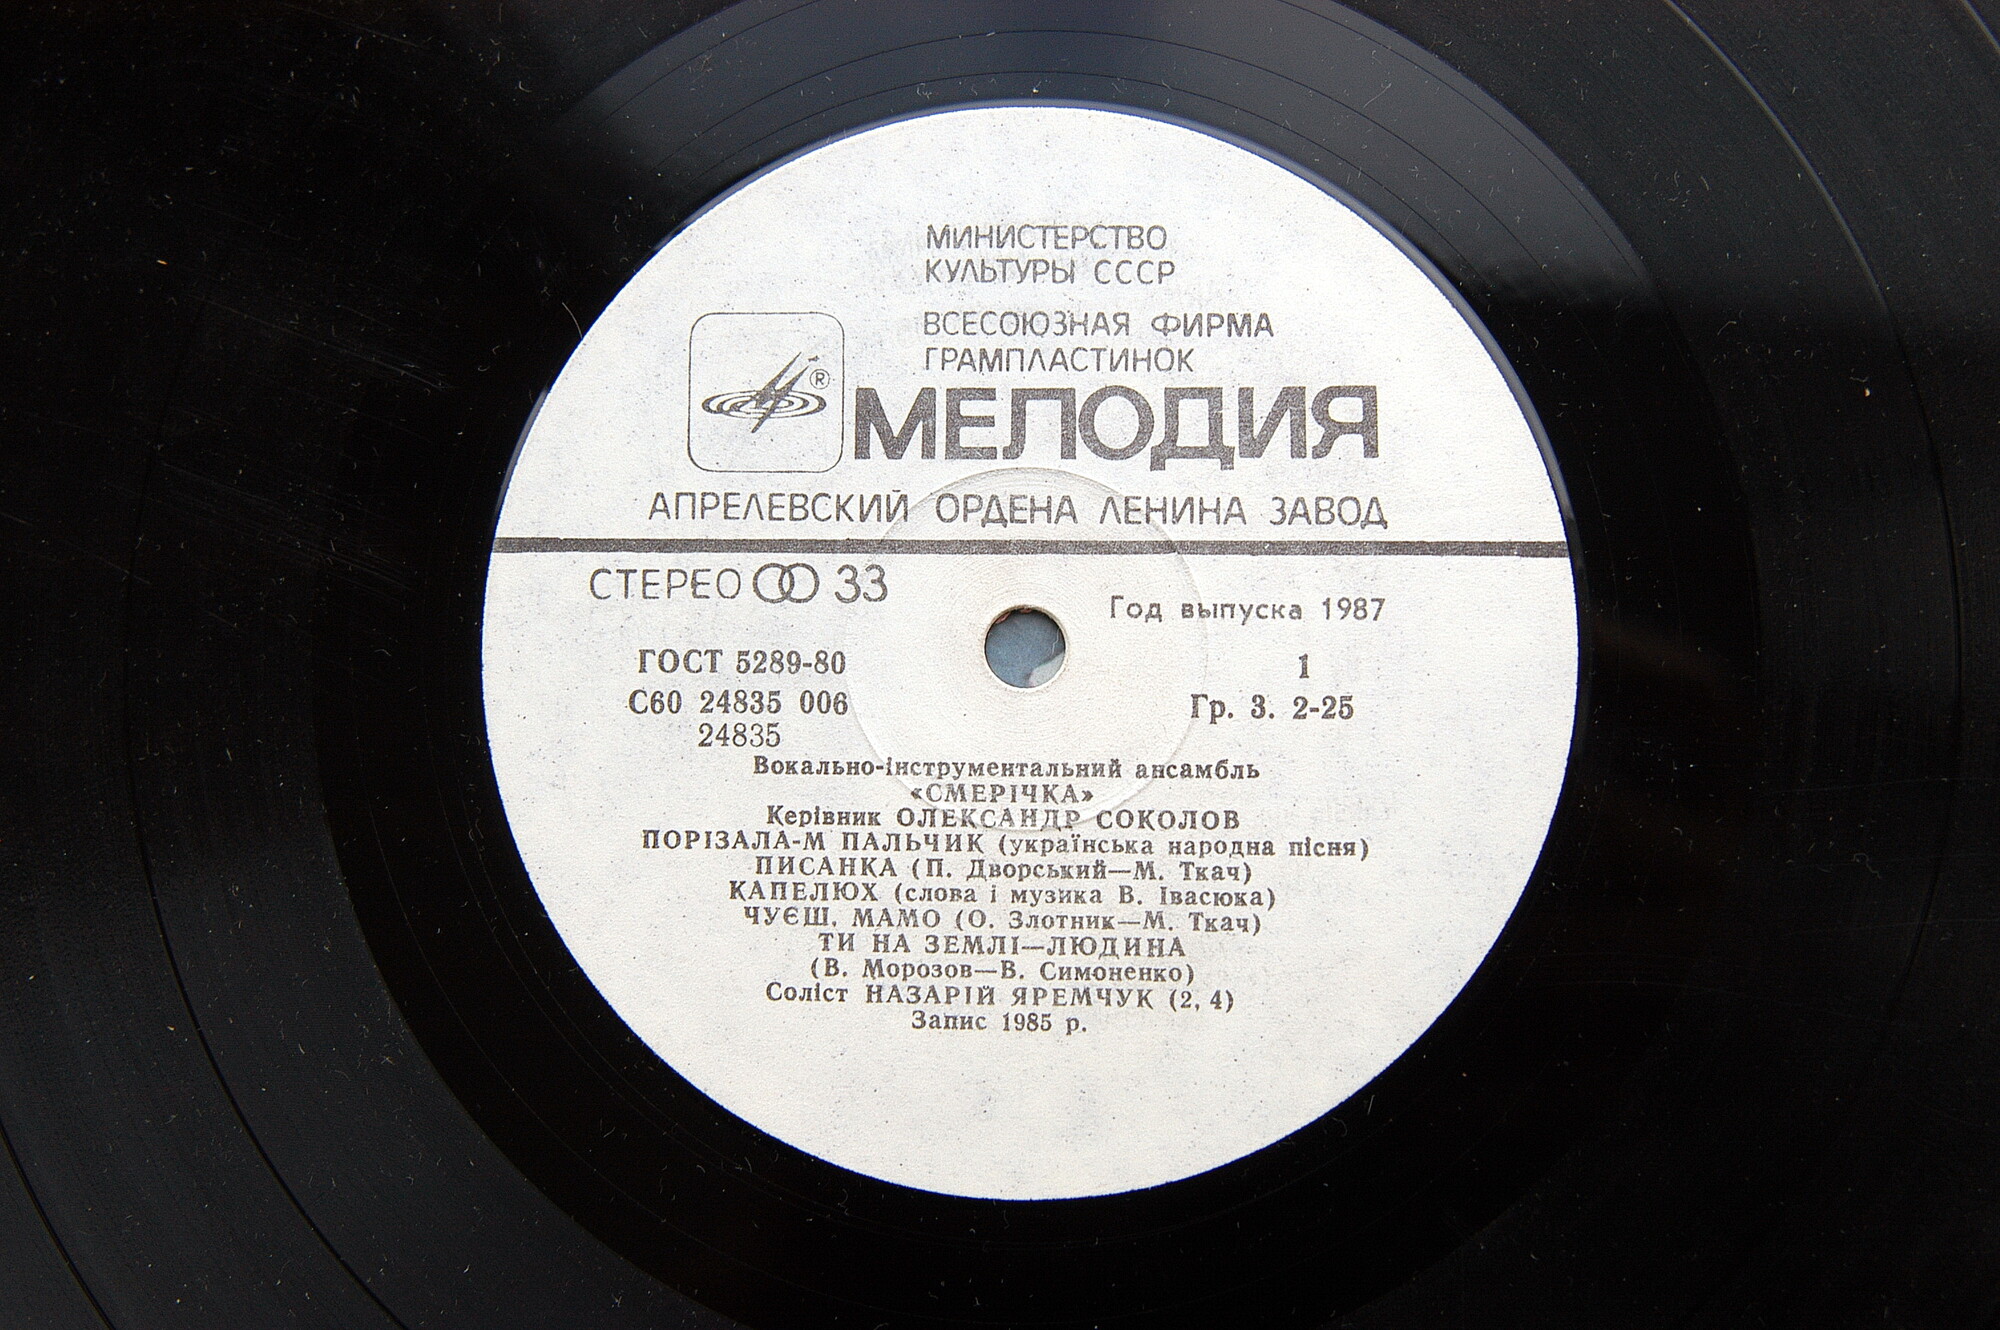 МИНИСТЕРСТВО
КУЛЬТУРЫ СССР
ВСЕСОЮЗНАЯ ФИРМА
ГРАМПЛАСТИНОК
®
МЕЛОДИЯ
АПРЕЛЕВСКИЙ ОРДЕНА ЛЕНИНА ЗАВОД
СТЕРЕО 33
Год выпуска 1987
ГОСТ 5289-80
1
С60 24835 006
Гр. 3. 2-25
24835
Вокально-інструментальний ансамбль
«СМЕРІЧКА»
Керівник ОЛЕКСАНДР СОКОЛОВ
ПОРІЗАЛА-М ПАЛЬЧИК (українська народна пісня)
ПИСАНКА (П. Дворський—М. Ткач)
КАПЕЛЮХ (слова і музика В. Івасюка)
ЧУЄШ, МАМО (О. Злотник—М. Ткач)
ТИ НА ЗЕМЛІ—ЛЮДИНА
(В. Морозов—В. Симоненко)
Соліст НАЗАРІЙ ЯРЕМЧУК (2, 4)
Запис 1985 р.